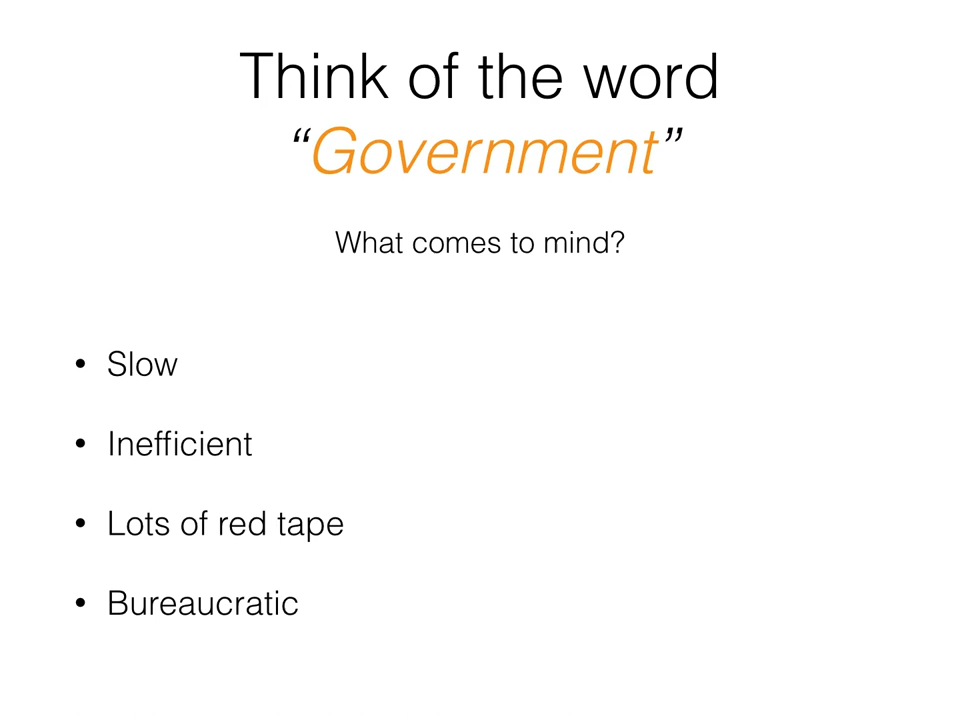 Think of the word
“Government”
What comes to mind?
• Slow
• Inefficient
• Lots of red tape
• Bureaucratic